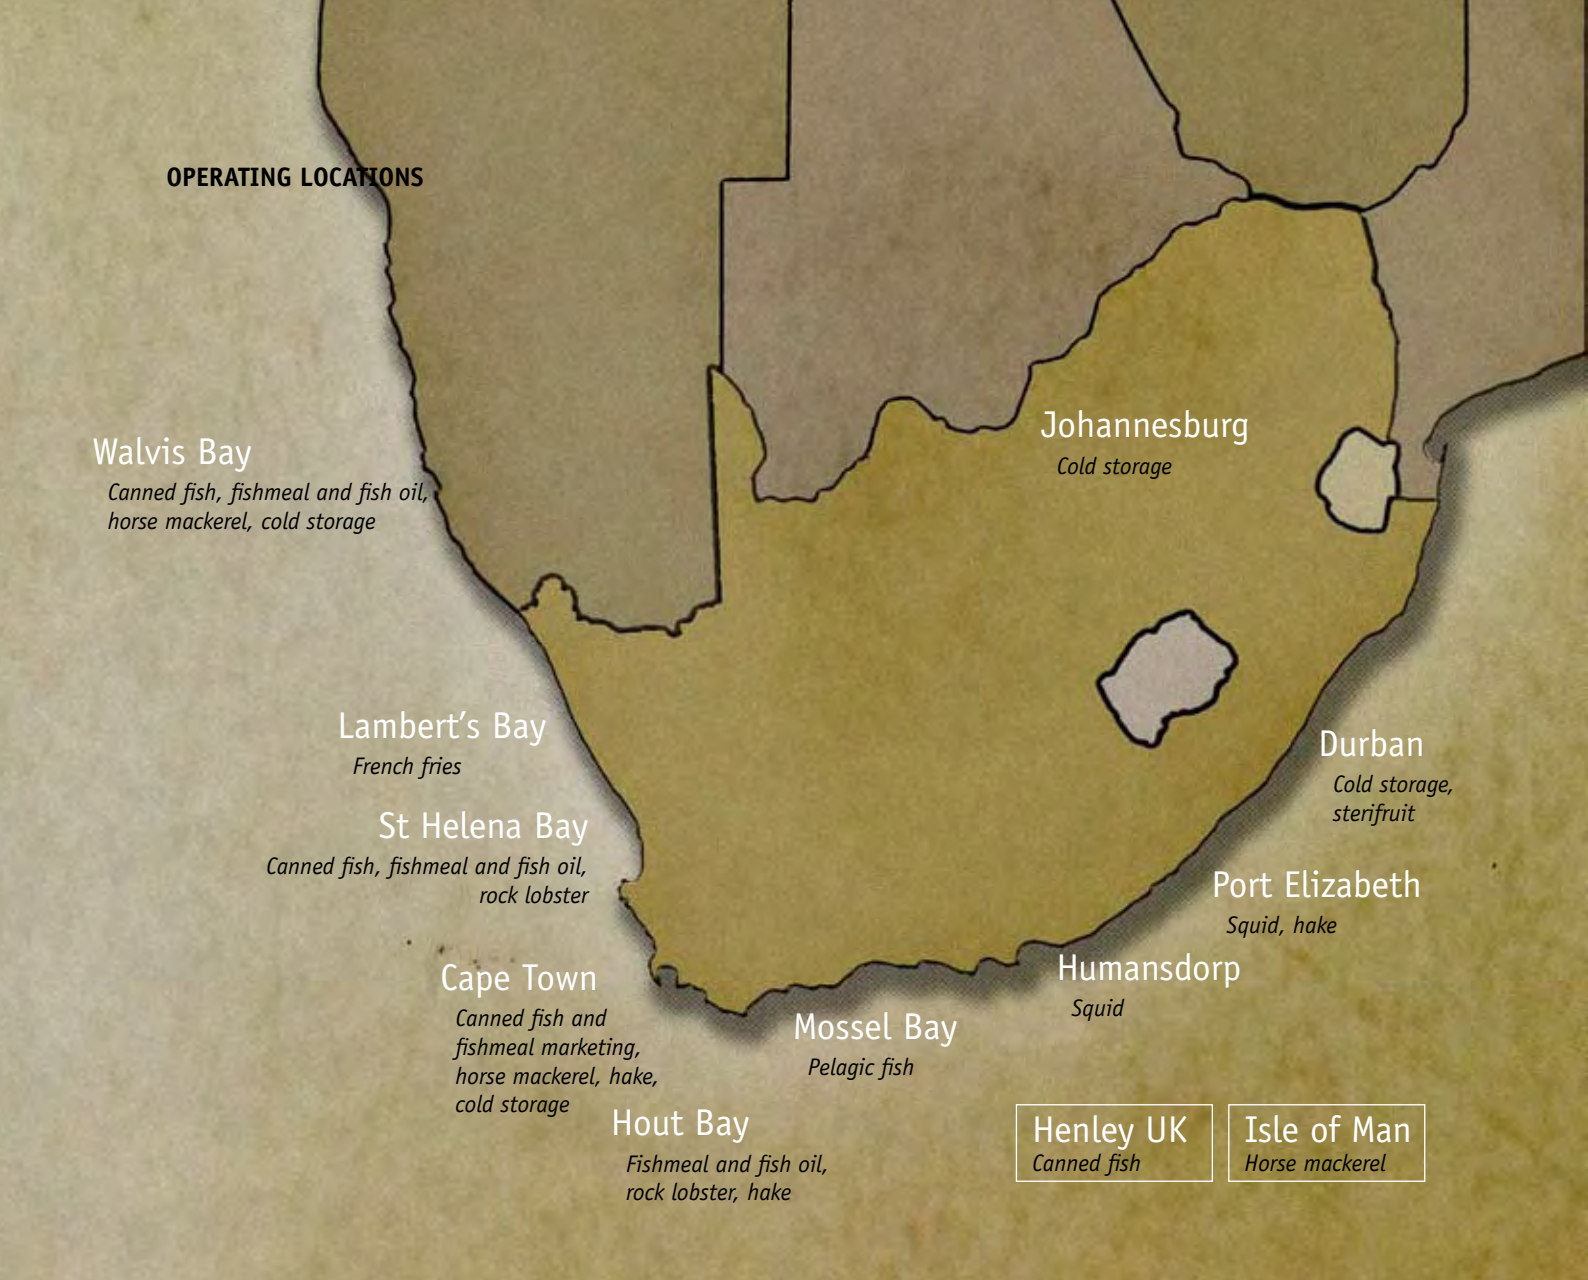 OPERATING LOCATIONS
Walvis Bay
Canned fish, fishmeal and fish oil,
horse mackerel, cold storage
Johannesburg
Cold storage
Lambert's Bay
French fries
St Helena Bay
Canned fish, fishmeal and fish oil,
rock lobster
Cape Town
Canned fish and
fishmeal marketing,
horse mackerel, hake,
cold storage
Hout Bay
Fishmeal and fish oil,
rock lobster, hake
Mossel Bay
Pelagic fish
Humansdorp
Squid
Port Elizabeth
Squid, hake
Durban
Cold storage,
sterifruit
Henley UK
Canned fish
Isle of Man
Horse mackerel